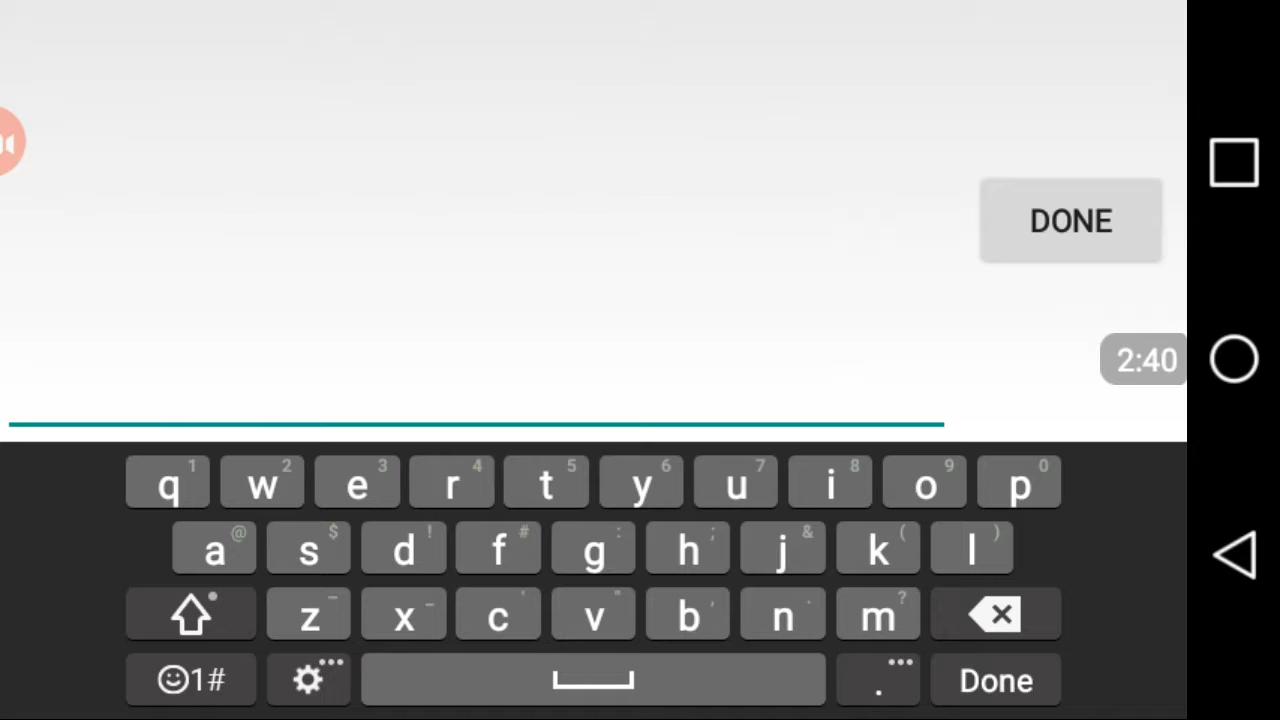 DONE
2:40
q1 w2 e3 r4 t5 y6 u7 i8 o9 p0
a@ s$ d! f# g: h; j& k( l)
z x c' v" b, n. m?
1# . Done